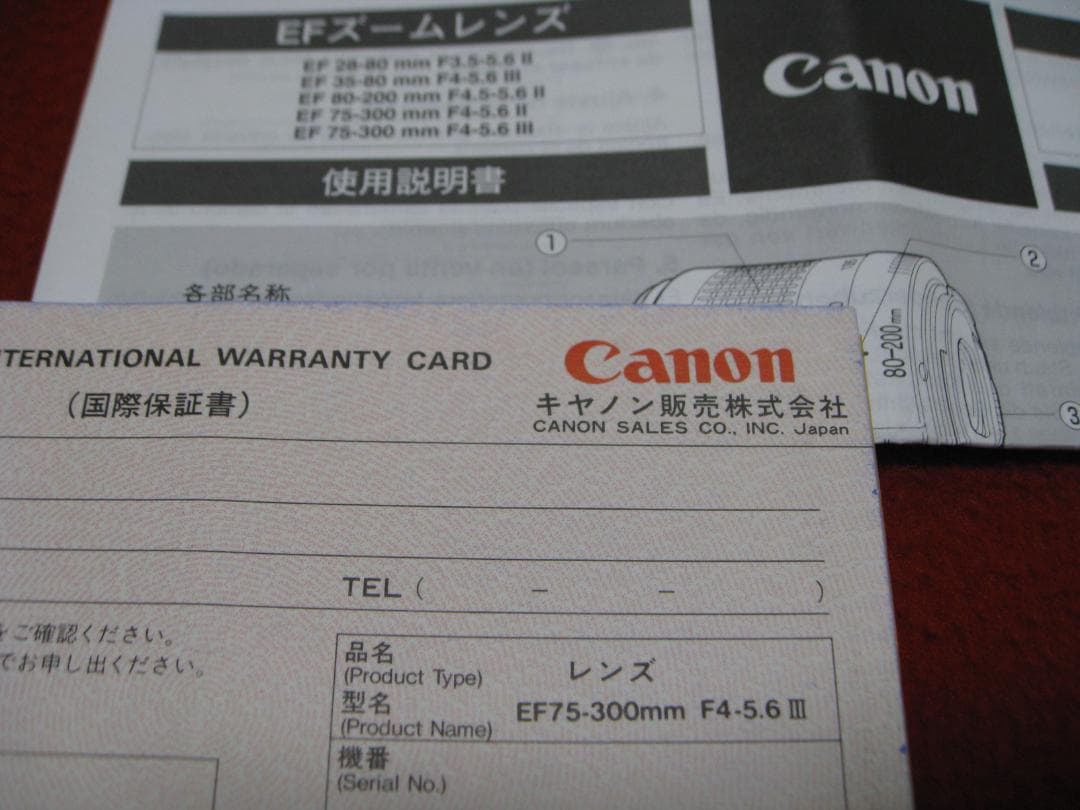 EFズームレンズ
EF 28-80 mm F3.5-5.6 II
EF 35-80 mm F4-5.6 III
EF 80-200 mm F4.5-5.6 II
EF 75-300 mm F4-5.6 II
EF 75-300 mm F4-5.6 III
Canon
使用説明書
①
②
各部名称
80-200mm
③
NTERNATIONAL WARRANTY CARD
Canon
(国際保証書)
キヤノン販売株式会社
CANON SALES CO., INC. Japan
TEL ( – – )
をご確認ください。
でお申し出ください。
品名
(Product Type)
レンズ
型名
(Product Name)
EF75-300mm F4-5.6 III
機番
(Serial No.)